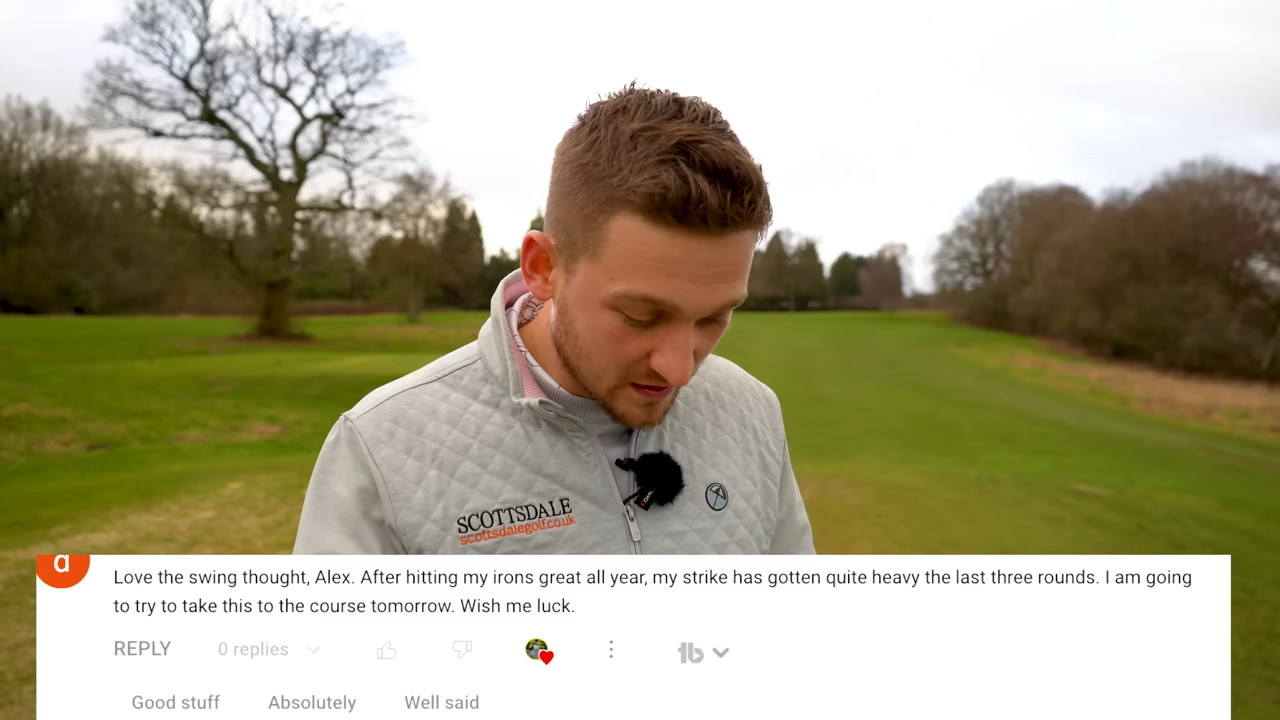 SCOTTSDALE
scottsdalegolf.co.uk
d
Love the swing thought, Alex. After hitting my irons great all year, my strike has gotten quite heavy the last three rounds. I am going
to try to take this to the course tomorrow. Wish me luck.
REPLY 0 replies
Good stuff Absolutely Well said